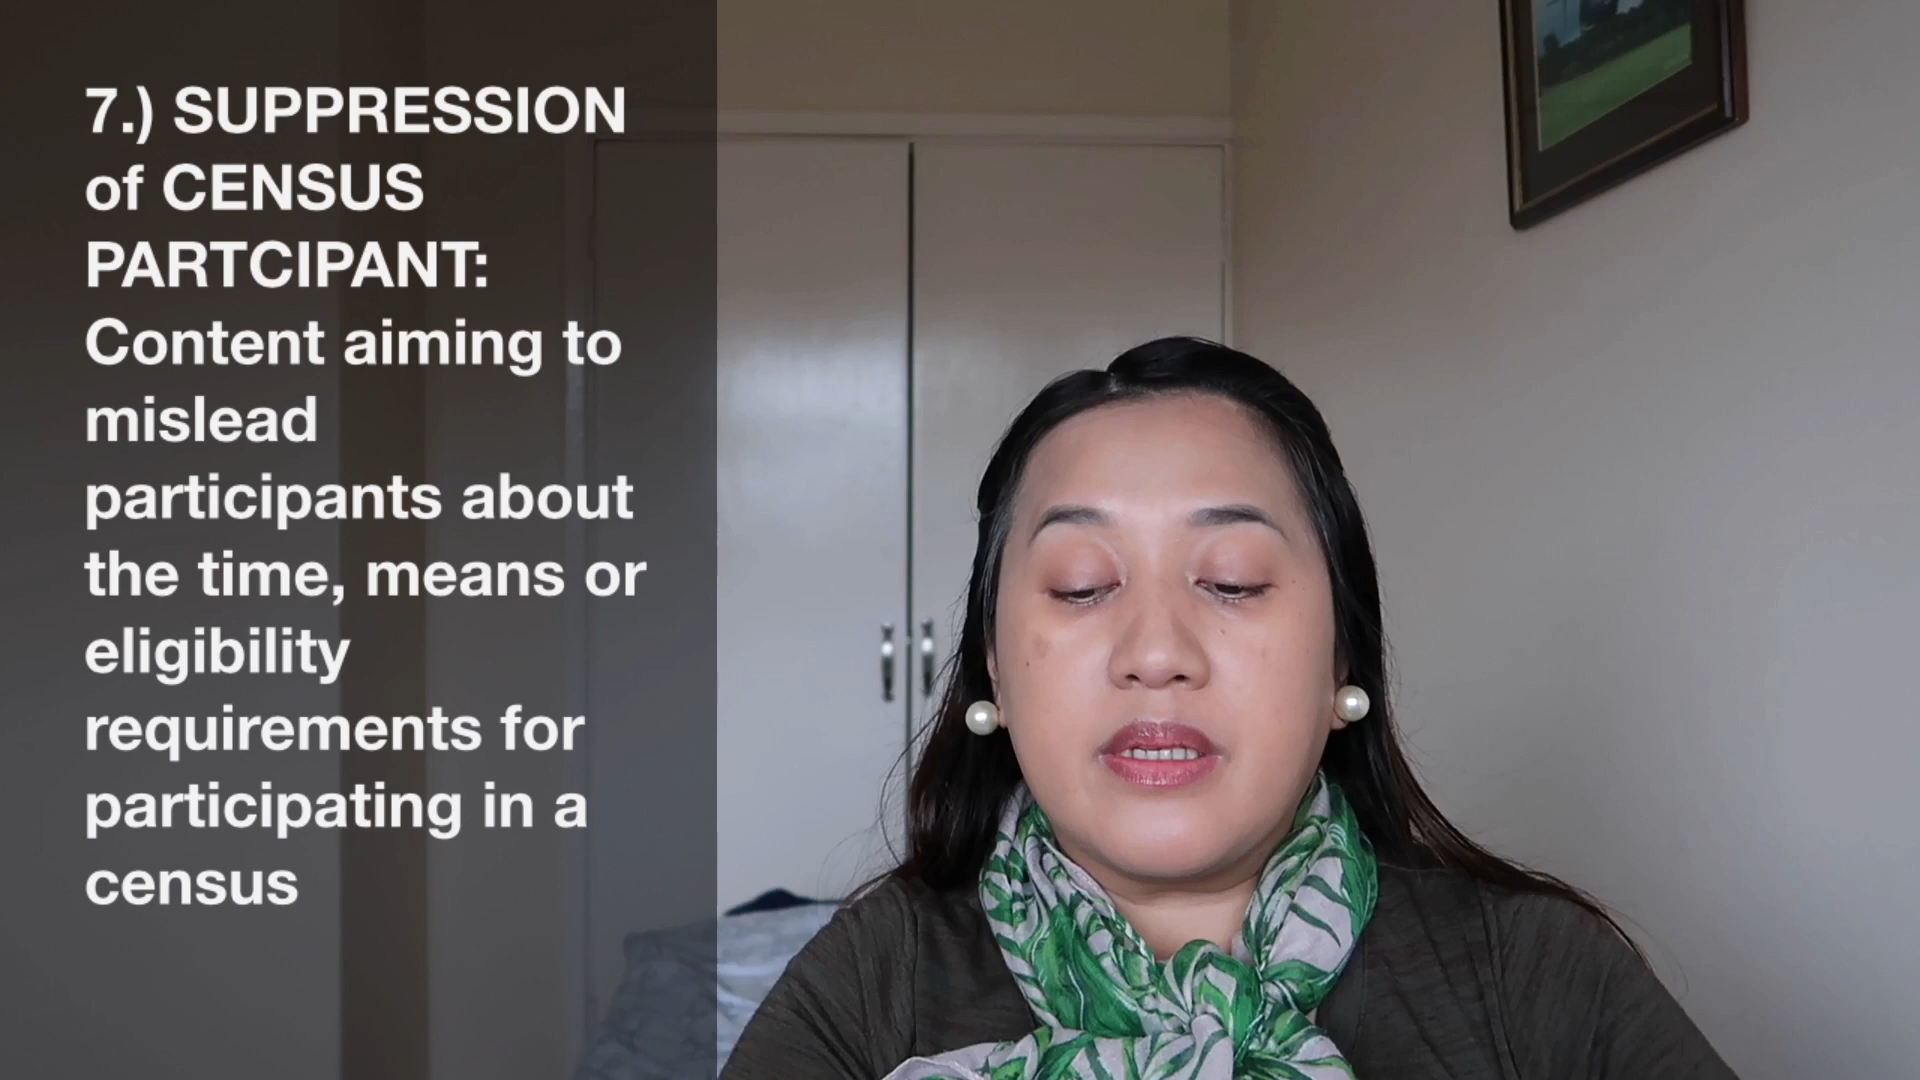 7.) SUPPRESSION
of CENSUS
PARTCIPANT:
Content aiming to
mislead
participants about
the time, means or
eligibility
requirements for
participating in a
census